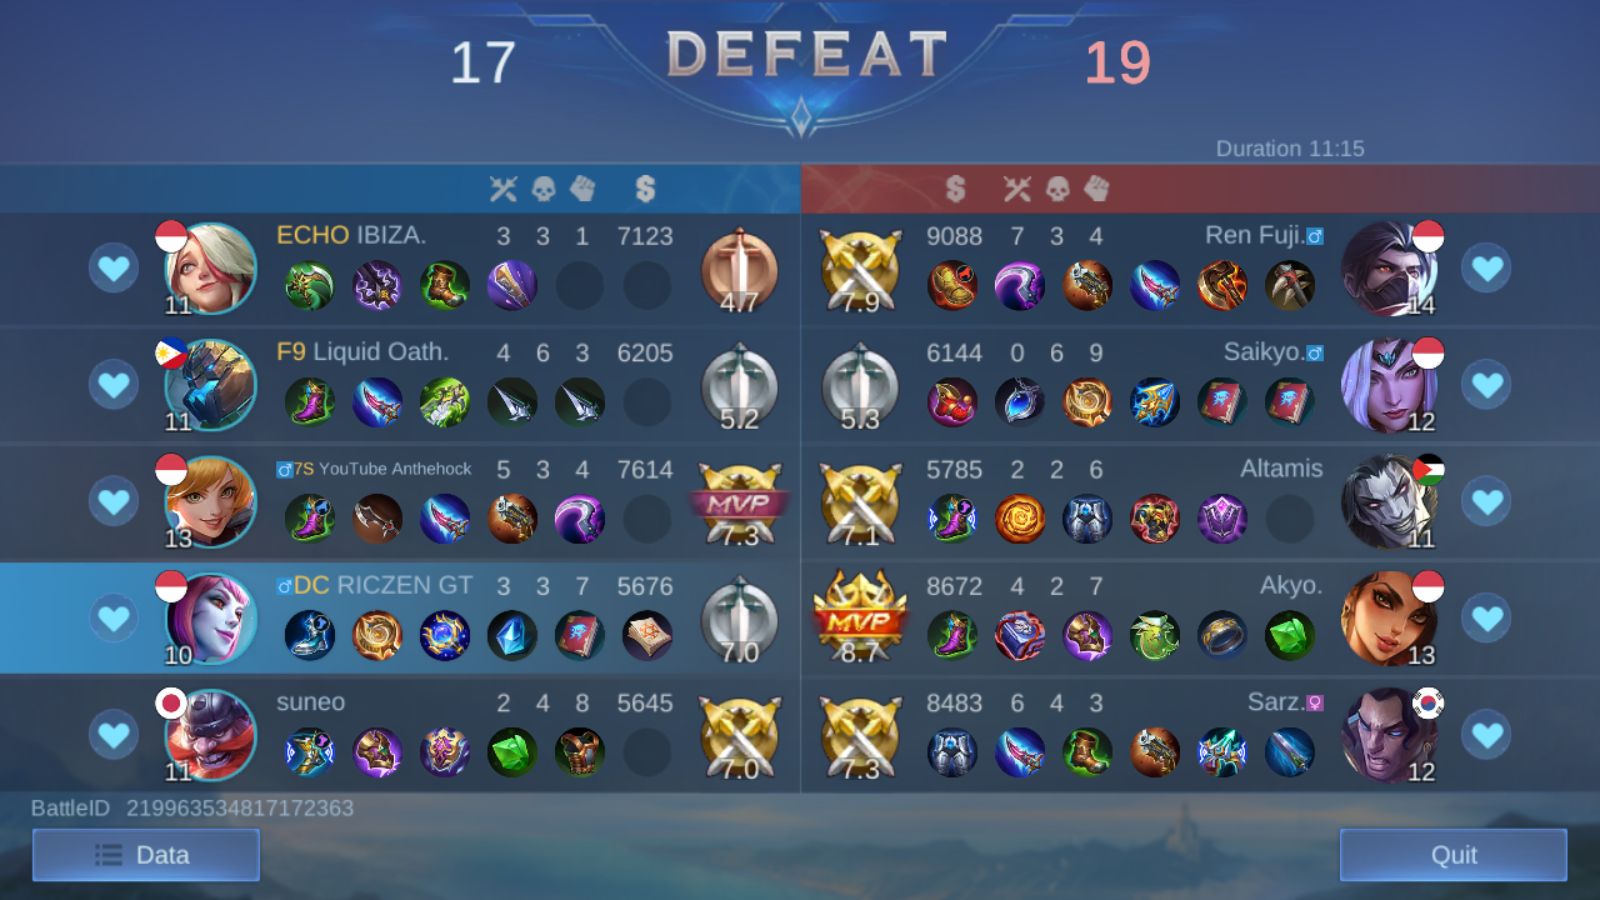 17 DEFEAT 19
Duration 11:15
ECHO IBIZA. 3 3 1 7123
11 4.7
7.9 9088 7 3 4 Ren Fuji.
14
F9 Liquid Oath. 4 6 3 6205
11 5.2
5.3 6144 0 6 9 Saikyo.
12
7S YouTube Anthehock 5 3 4 7614
13 MVP 7.3
7.1 5785 2 2 6 Altamis
11
DC RICZEN GT 3 3 7 5676
10 7.0
MVP 8.7 8672 4 2 7 Akyo.
13
suneo 2 4 8 5645
11 7.0
7.3 8483 6 4 3 Sarz.
12
BattleID 219963534817172363
Data Quit